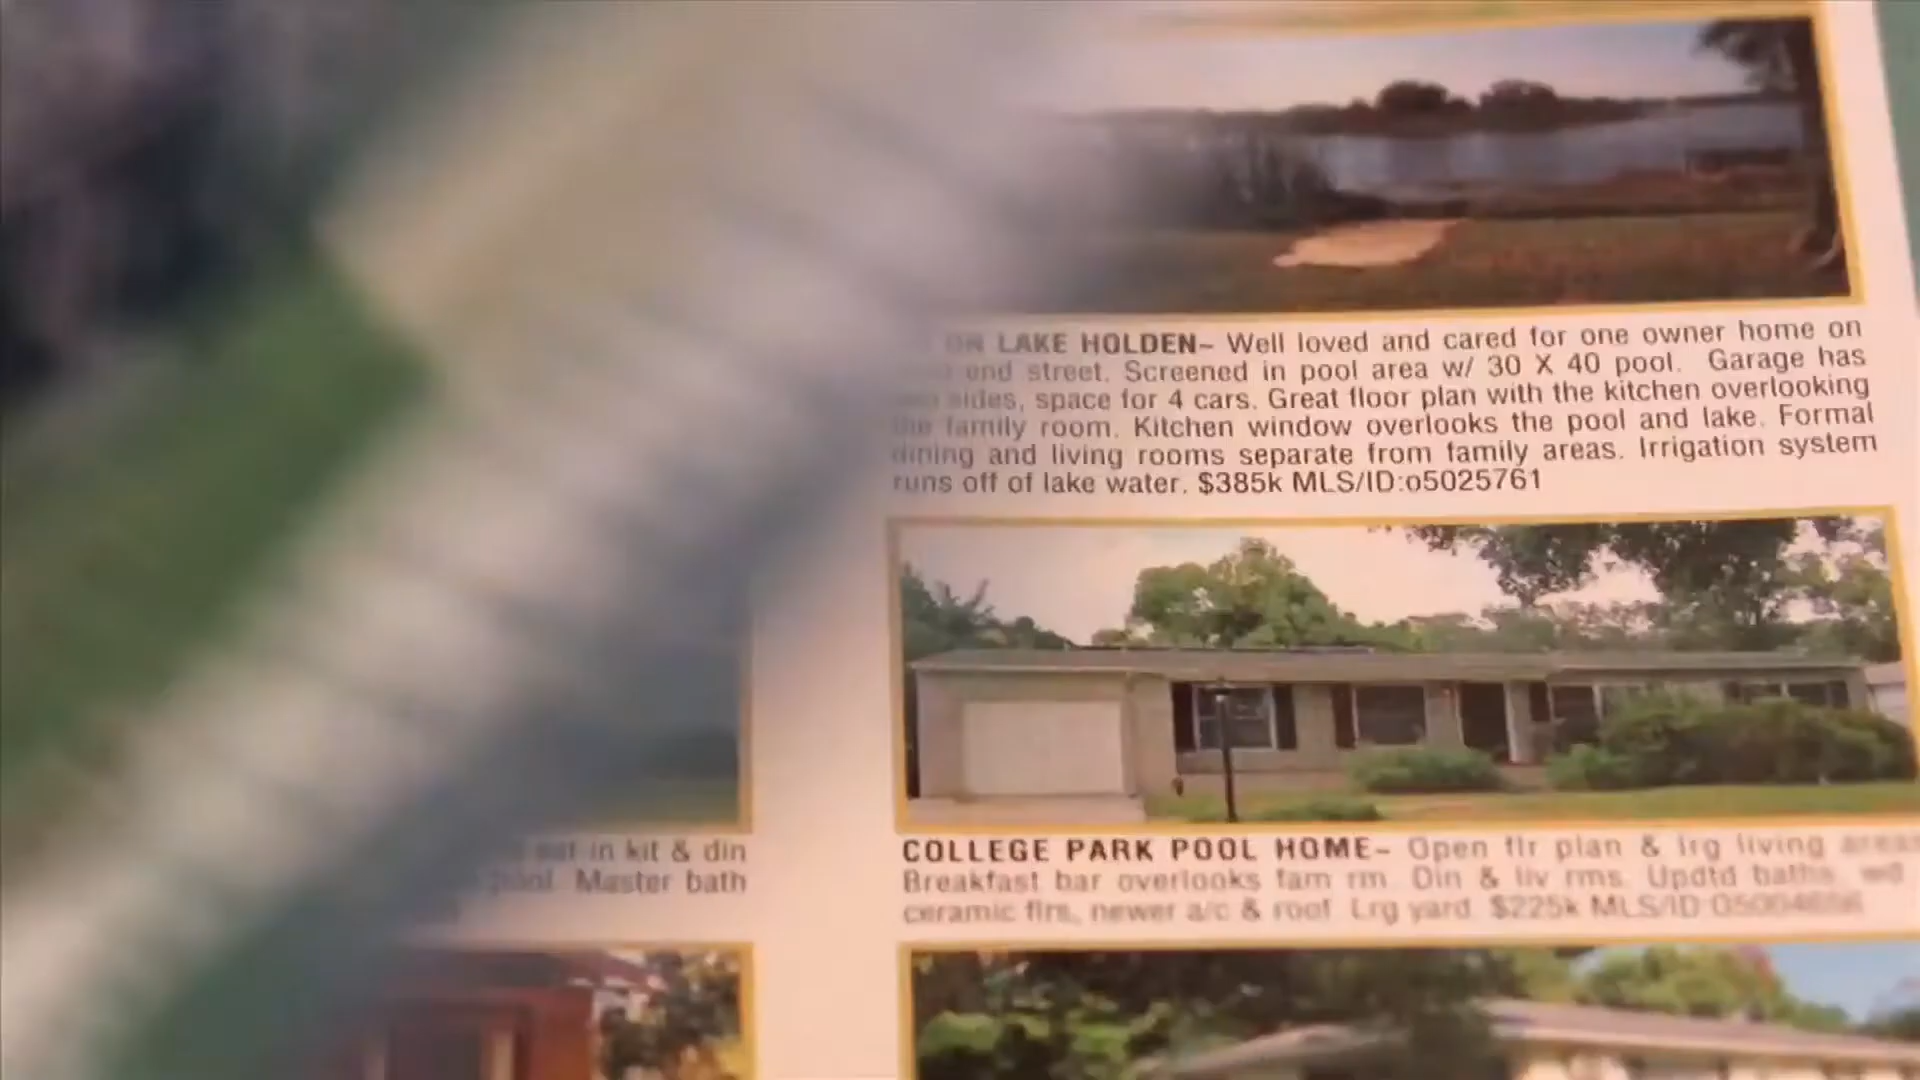 ON LAKE HOLDEN- Well loved and cared for one owner home on
end street. Screened in pool area w/ 30 X 40 pool. Garage has
sides, space for 4 cars. Great floor plan with the kitchen overlooking
the family room. Kitchen window overlooks the pool and lake. Formal
dining and living rooms separate from family areas. Irrigation system
runs off of lake water. $385k MLS/ID:o5025761
eat in kit & din
pool. Master bath
COLLEGE PARK POOL HOME- Open flr plan & lrg living areas
Breakfast bar overlooks fam rm. Din & liv rms. Updtd baths, wd
ceramic flrs, newer a/c & roof. Lrg yard. $225k MLS/ID